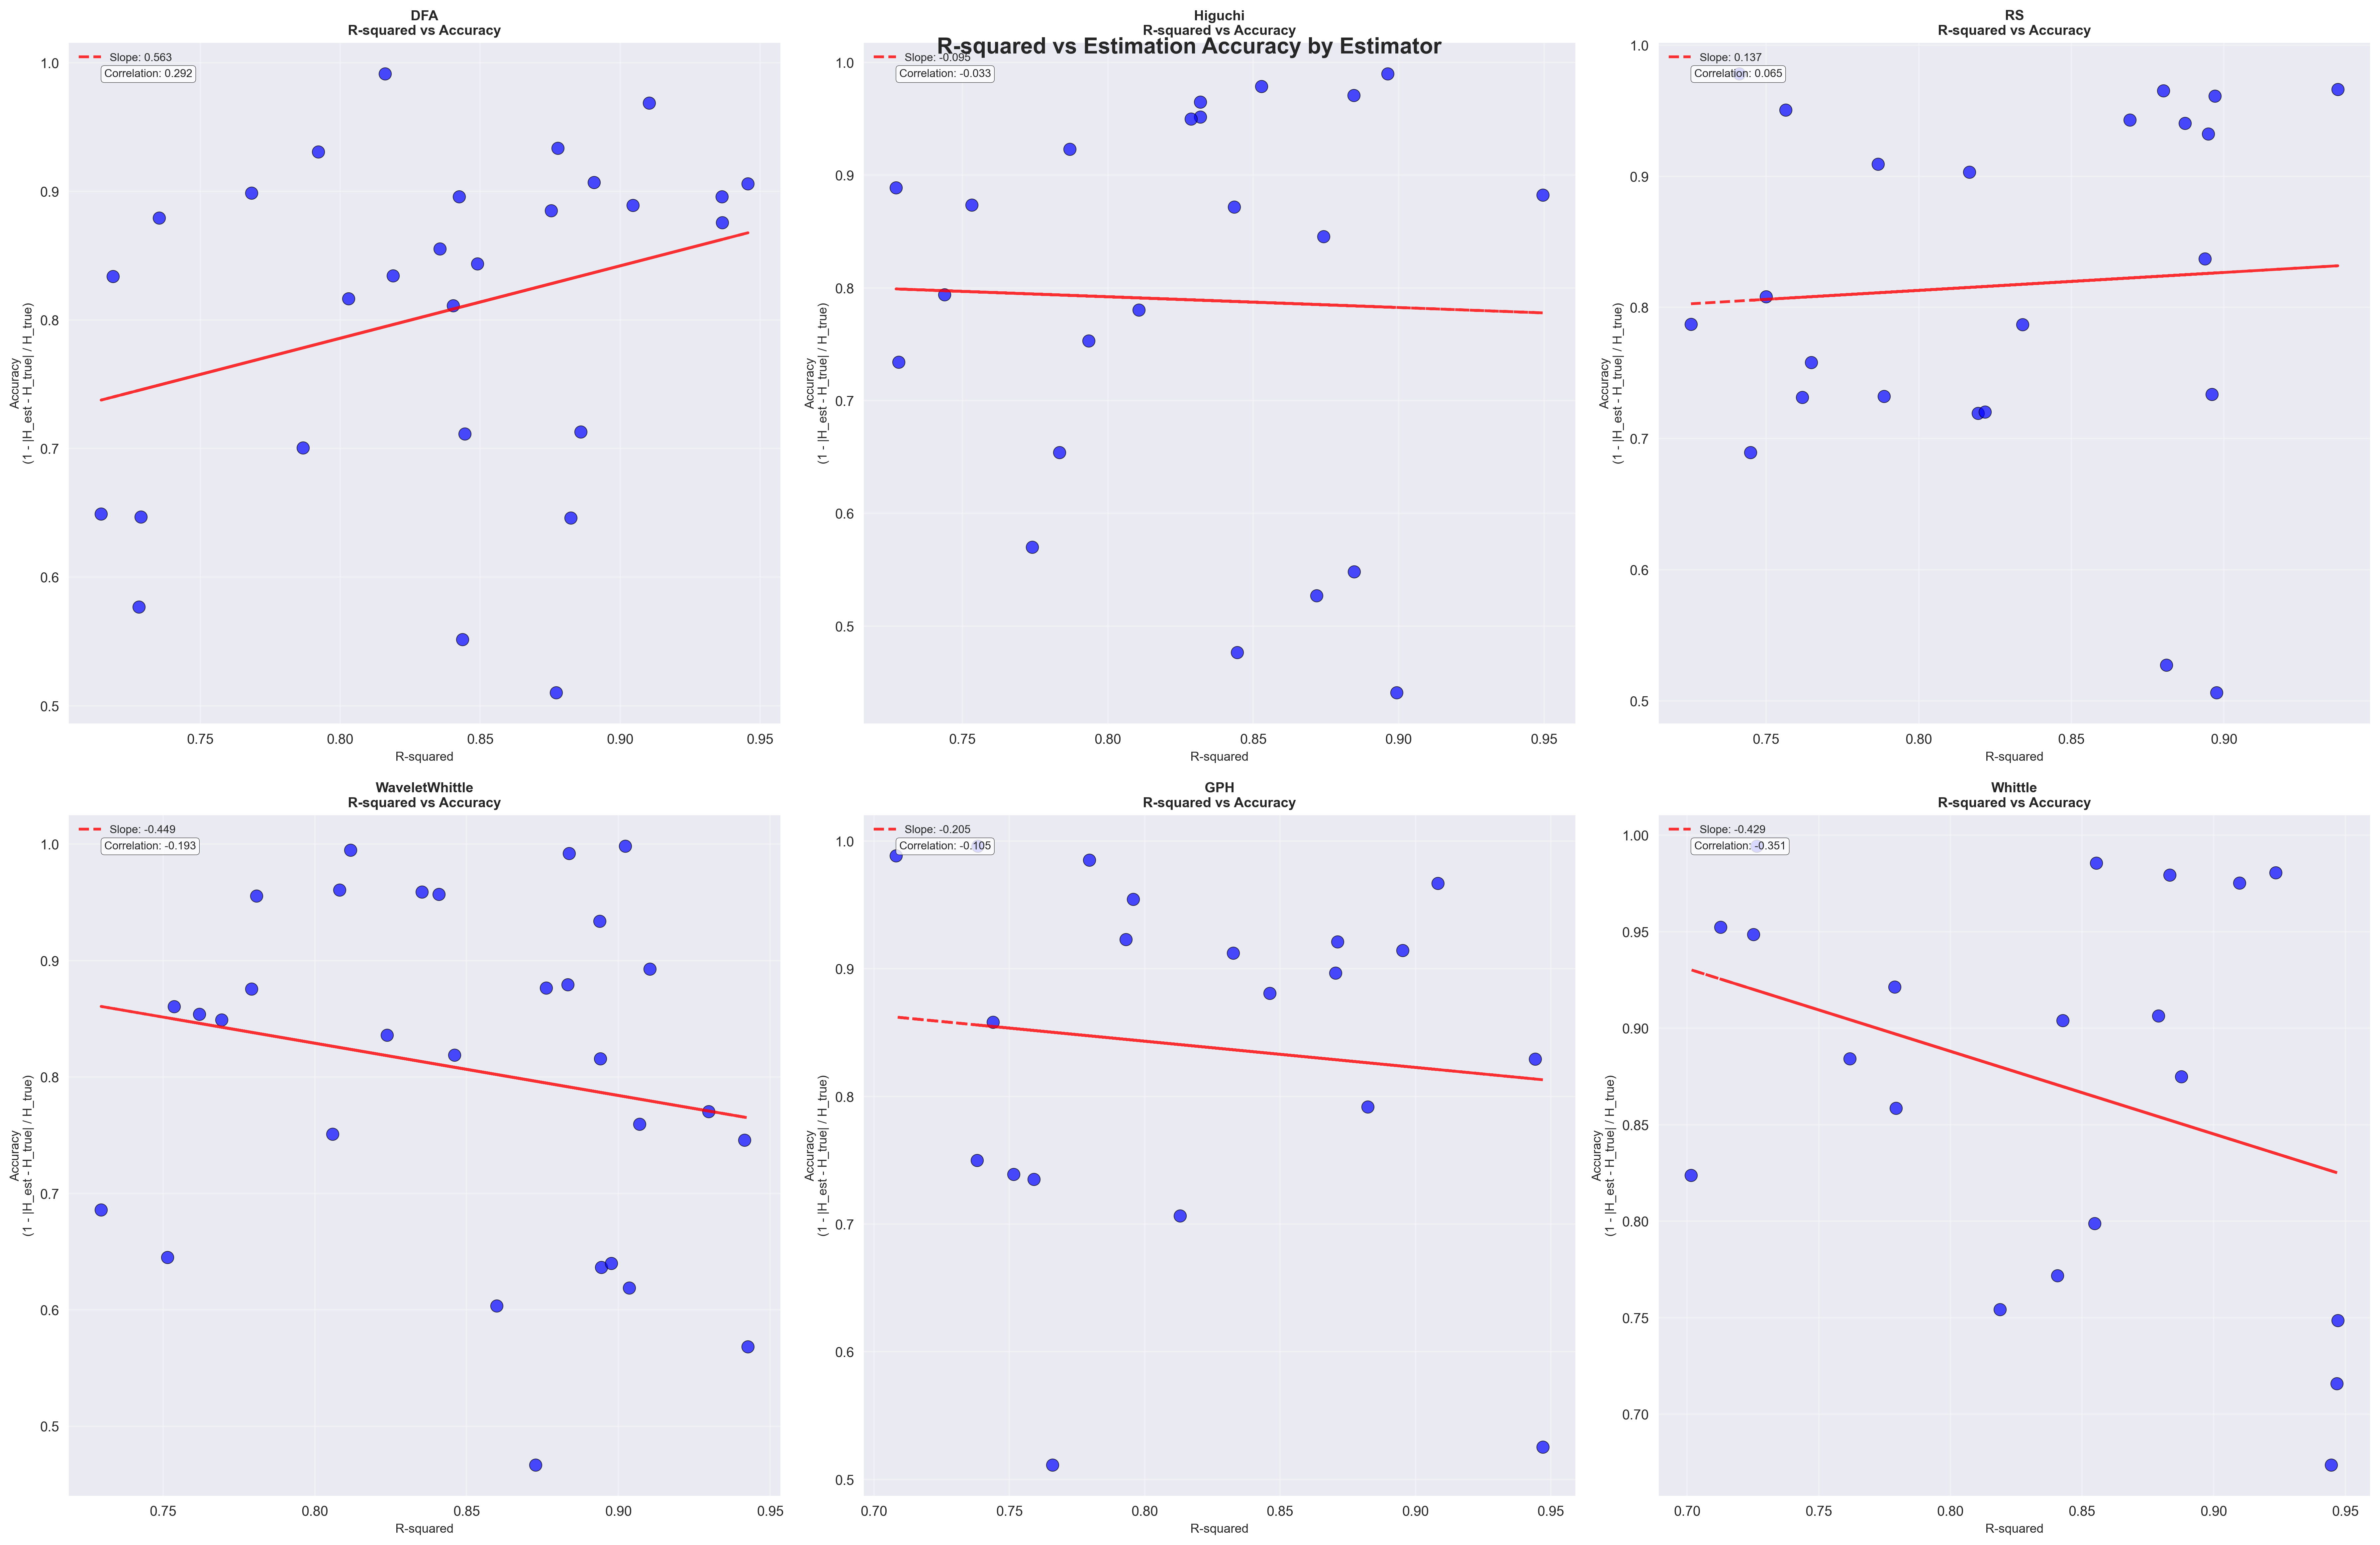 R-squared vs Estimation Accuracy by Estimator
DFA
R-squared vs Accuracy
Slope: 0.563
Correlation: 0.292
1.0
0.9
0.8
0.7
0.6
0.5
Accuracy
(1 - |H_est - H_true| / H_true)
0.75
0.80
0.85
0.90
0.95
R-squared
Higuchi
R-squared vs Accuracy
Slope: -0.095
Correlation: -0.033
1.0
0.9
0.8
0.7
0.6
0.5
Accuracy
(1 - |H_est - H_true| / H_true)
0.75
0.80
0.85
0.90
0.95
R-squared
RS
R-squared vs Accuracy
Slope: 0.137
Correlation: 0.065
1.0
0.9
0.8
0.7
0.6
0.5
Accuracy
(1 - |H_est - H_true| / H_true)
0.75
0.80
0.85
0.90
R-squared
WaveletWhittle
R-squared vs Accuracy
Slope: -0.449
Correlation: -0.193
1.0
0.9
0.8
0.7
0.6
0.5
Accuracy
(1 - |H_est - H_true| / H_true)
0.75
0.80
0.85
0.90
0.95
R-squared
GPH
R-squared vs Accuracy
Slope: -0.205
Correlation: -0.105
1.0
0.9
0.8
0.7
0.6
0.5
Accuracy
(1 - |H_est - H_true| / H_true)
0.70
0.75
0.80
0.85
0.90
0.95
R-squared
Whittle
R-squared vs Accuracy
Slope: -0.429
Correlation: -0.351
1.00
0.95
0.90
0.85
0.80
0.75
0.70
Accuracy
(1 - |H_est - H_true| / H_true)
0.70
0.75
0.80
0.85
0.90
0.95
R-squared